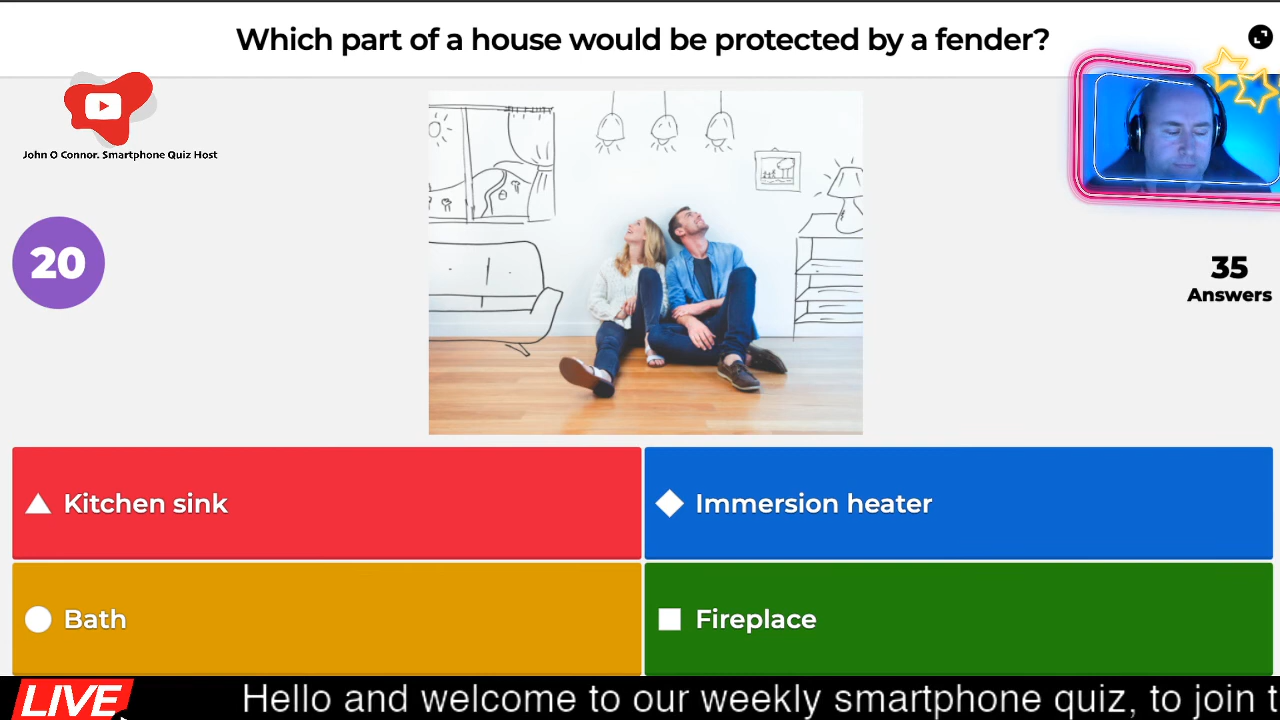 Which part of a house would be protected by a fender?
John O Connor. Smartphone Quiz Host
20
35
Answers
Kitchen sink
Immersion heater
Bath
Fireplace
LIVE
Hello and welcome to our weekly smartphone quiz, to join t